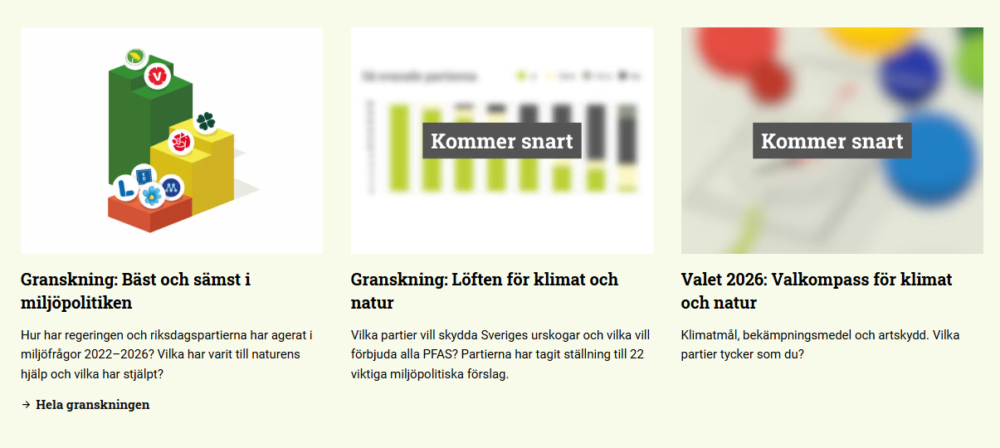 Kommer snart
Kommer snart
Granskning: Bäst och sämst i
miljöpolitiken
Hur har regeringen och riksdagspartierna har agerat i
miljöfrågor 2022–2026? Vilka har varit till naturens
hjälp och vilka har stjälpt?
→ Hela granskningen
Granskning: Löften för klimat och
natur
Vilka partier vill skydda Sveriges urskogar och vilka vill
förbjuda alla PFAS? Partierna har tagit ställning till 22
viktiga miljöpolitiska förslag.
Valet 2026: Valkompass för klimat
och natur
Klimatmål, bekämpningsmedel och artskydd. Vilka
partier tycker som du?